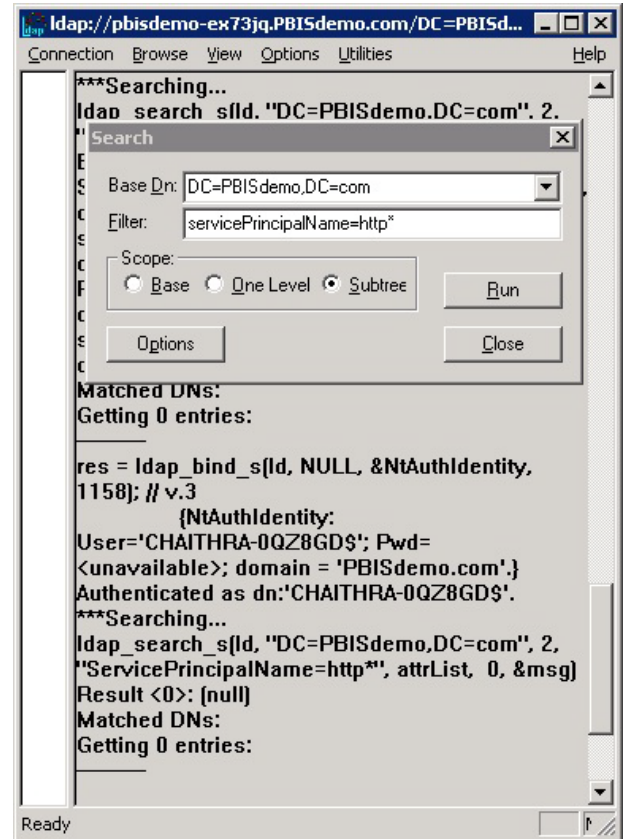 ldap://pbisdemo-ex73jq.PBISdemo.com/DC=PBISd...
Connection Browse View Options Utilities Help
***Searching...
ldap_search_s(ld, "DC=PBISdemo,DC=com", 2,
Search
Base Dn: DC=PBISdemo,DC=com
Filter: servicePrincipalName=http*
Scope:
Base One Level Subtree
Run
Options Close
Matched DNs:
Getting 0 entries:
-----------
res = ldap_bind_s(ld, NULL, &NtAuthIdentity,
1158); // v.3
{NtAuthIdentity:
User='CHAITHRA-0QZ8GD$'; Pwd=
<unavailable>; domain = 'PBISdemo.com'.}
Authenticated as dn:'CHAITHRA-0QZ8GD$'.
***Searching...
ldap_search_s(ld, "DC=PBISdemo,DC=com", 2,
"ServicePrincipalName=http*", attrList, 0, &msg)
Result <0>: (null)
Matched DNs:
Getting 0 entries:
-----------
Ready